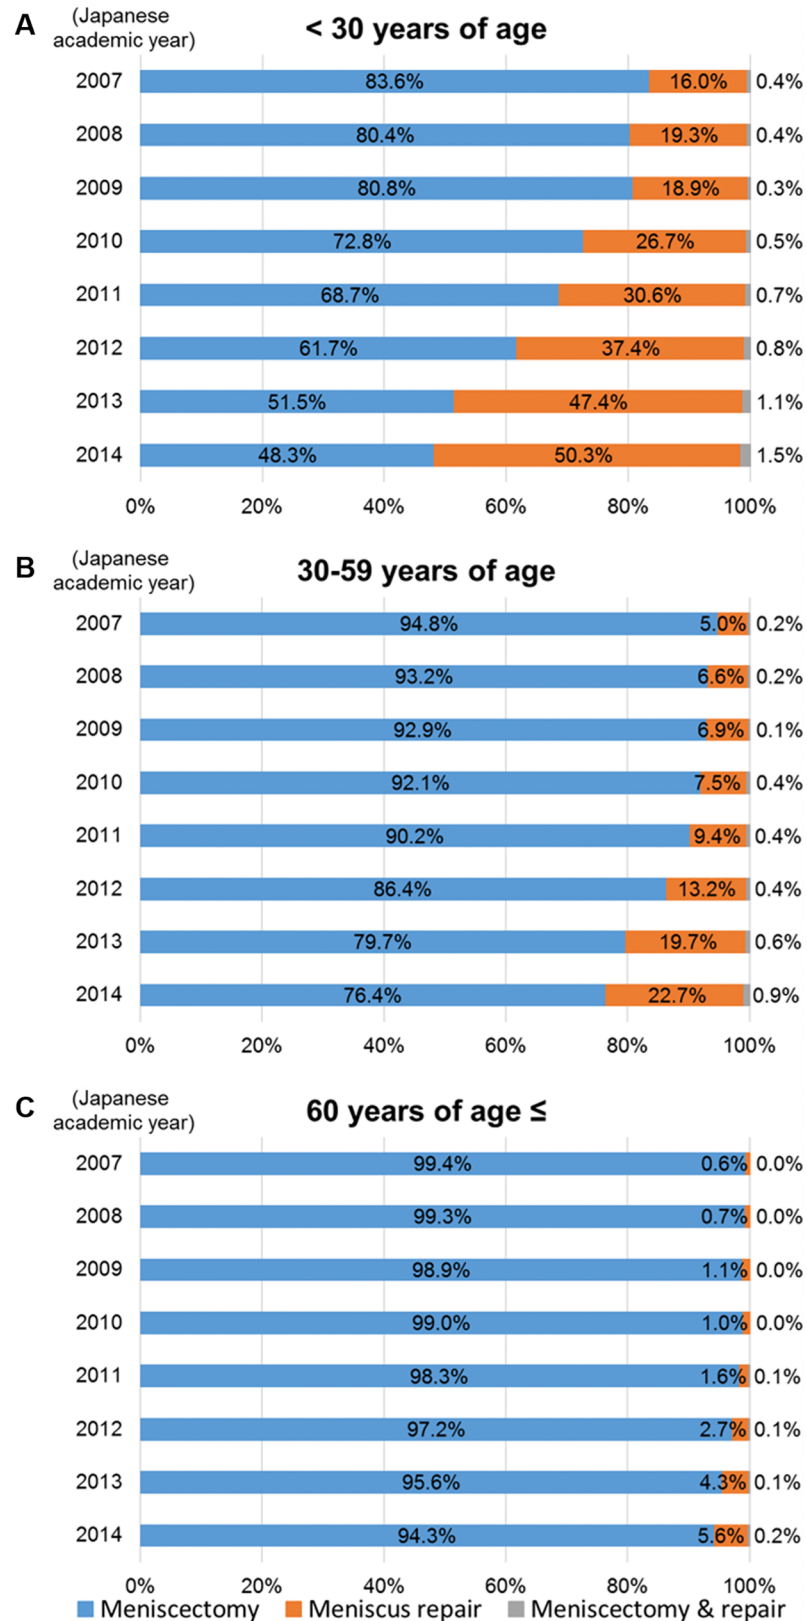 A
(Japanese
academic year)
< 30 years of age
2007 83.6% 16.0% 0.4%
2008 80.4% 19.3% 0.4%
2009 80.8% 18.9% 0.3%
2010 72.8% 26.7% 0.5%
2011 68.7% 30.6% 0.7%
2012 61.7% 37.4% 0.8%
2013 51.5% 47.4% 1.1%
2014 48.3% 50.3% 1.5%
0% 20% 40% 60% 80% 100%
B
(Japanese
academic year)
30-59 years of age
2007 94.8% 5.0% 0.2%
2008 93.2% 6.6% 0.2%
2009 92.9% 6.9% 0.1%
2010 92.1% 7.5% 0.4%
2011 90.2% 9.4% 0.4%
2012 86.4% 13.2% 0.4%
2013 79.7% 19.7% 0.6%
2014 76.4% 22.7% 0.9%
0% 20% 40% 60% 80% 100%
C
(Japanese
academic year)
60 years of age ≤
2007 99.4% 0.6% 0.0%
2008 99.3% 0.7% 0.0%
2009 98.9% 1.1% 0.0%
2010 99.0% 1.0% 0.0%
2011 98.3% 1.6% 0.1%
2012 97.2% 2.7% 0.1%
2013 95.6% 4.3% 0.1%
2014 94.3% 5.6% 0.2%
0% 20% 40% 60% 80% 100%
Meniscectomy Meniscus repair Meniscectomy & repair